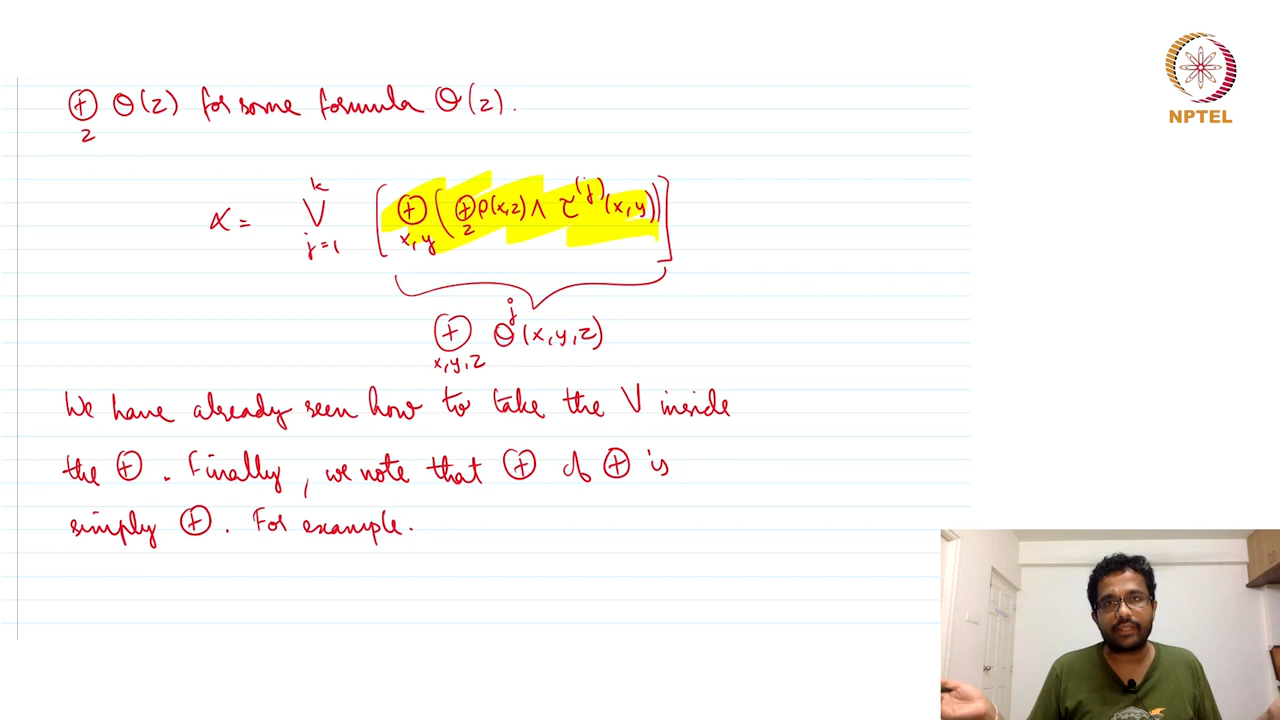 ⊕ Θ(z) for some formula Θ(z).
z
α = k ∨ j=1 [ ⊕ x,y ( ⊕ z ρ(x,z) ∧ τ^(j) (x,y) ) ]
⊕ x,y,z Θ^j (x,y,z)
We have already seen how to take the V inside
the ⊕. Finally, we note that ⊕ of ⊕ is
simply ⊕. For example.
NPTEL